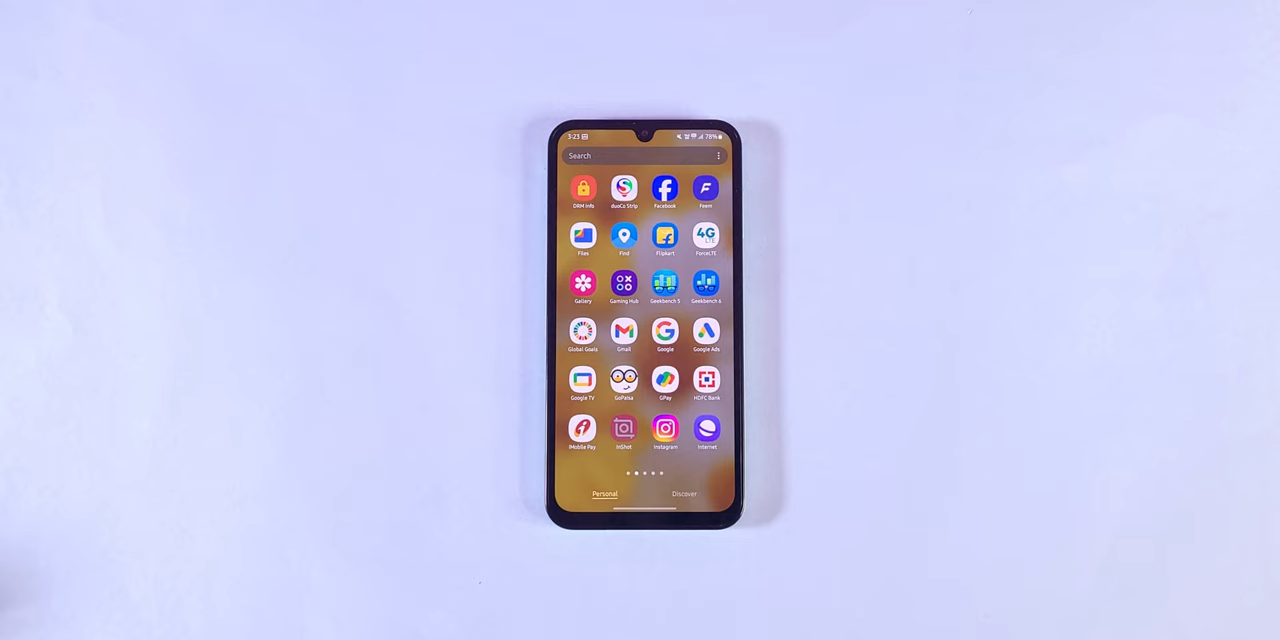 3:23 78%
Search
DRM Info duoCo Strip Facebook Feem
Files Find Flipkart 4G LTE ForceLTE
Gallery Gaming Hub Geekbench 5 Geekbench 6
Global Goals Gmail Google Google Ads
Google TV GoPaisa GPay HDFC Bank
iMobile Pay InShot Instagram Internet
Personal Discover